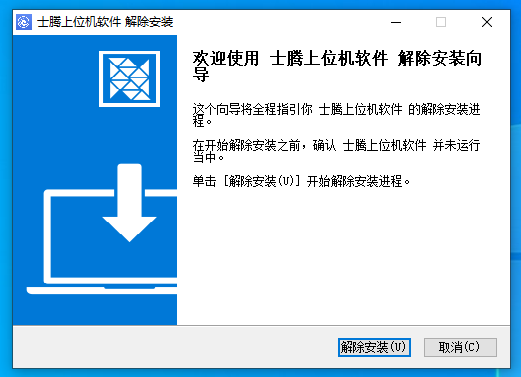 士腾上位机软件 解除安装
欢迎使用 士腾上位机软件 解除安装向
导
这个向导将全程指引你 士腾上位机软件 的解除安装进
程。
在开始解除安装之前，确认 士腾上位机软件 并未运行
当中。
单击 [解除安装(U)] 开始解除安装进程。
解除安装(U)
取消(C)